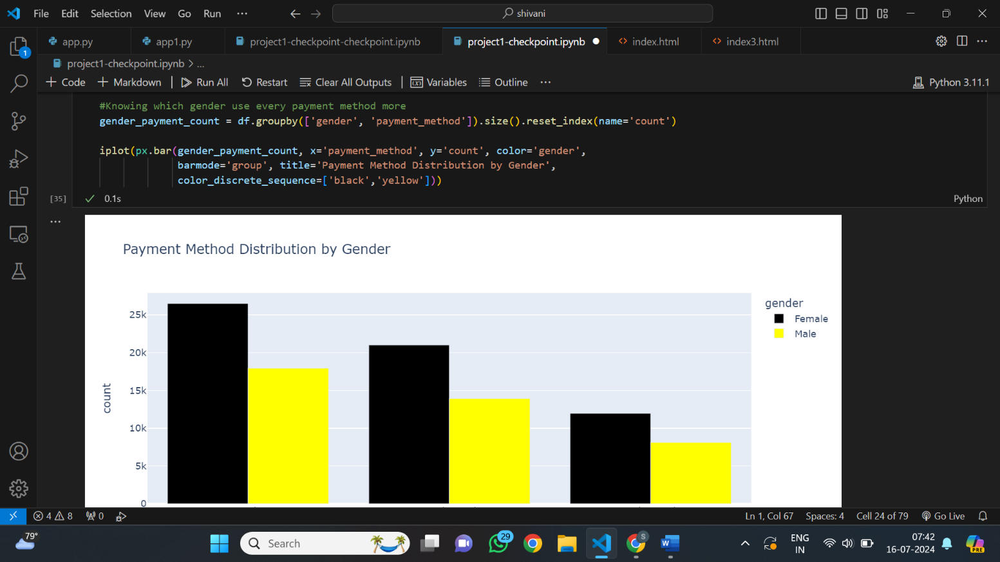 File Edit Selection View Go Run ··· shivani
1 app.py app1.py project1-checkpoint-checkpoint.ipynb project1-checkpoint.ipynb index.html index3.html
project1-checkpoint.ipynb > ...
+ Code + Markdown Run All Restart Clear All Outputs Variables Outline ··· Python 3.11.1
#Knowing which gender use every payment method more
gender_payment_count = df.groupby(['gender', 'payment_method']).size().reset_index(name='count')
iplot(px.bar(gender_payment_count, x='payment_method', y='count', color='gender',
barmode='group', title='Payment Method Distribution by Gender',
color_discrete_sequence=['black','yellow']))
[35] ✓ 0.1s Python
Payment Method Distribution by Gender
gender
Female
Male
25k
20k
15k
10k
5k
0
count
4 8 0 Ln 1, Col 67 Spaces: 4 Cell 24 of 79 Go Live
79° Search 29 S W ENG IN 07:42 16-07-2024 PRE